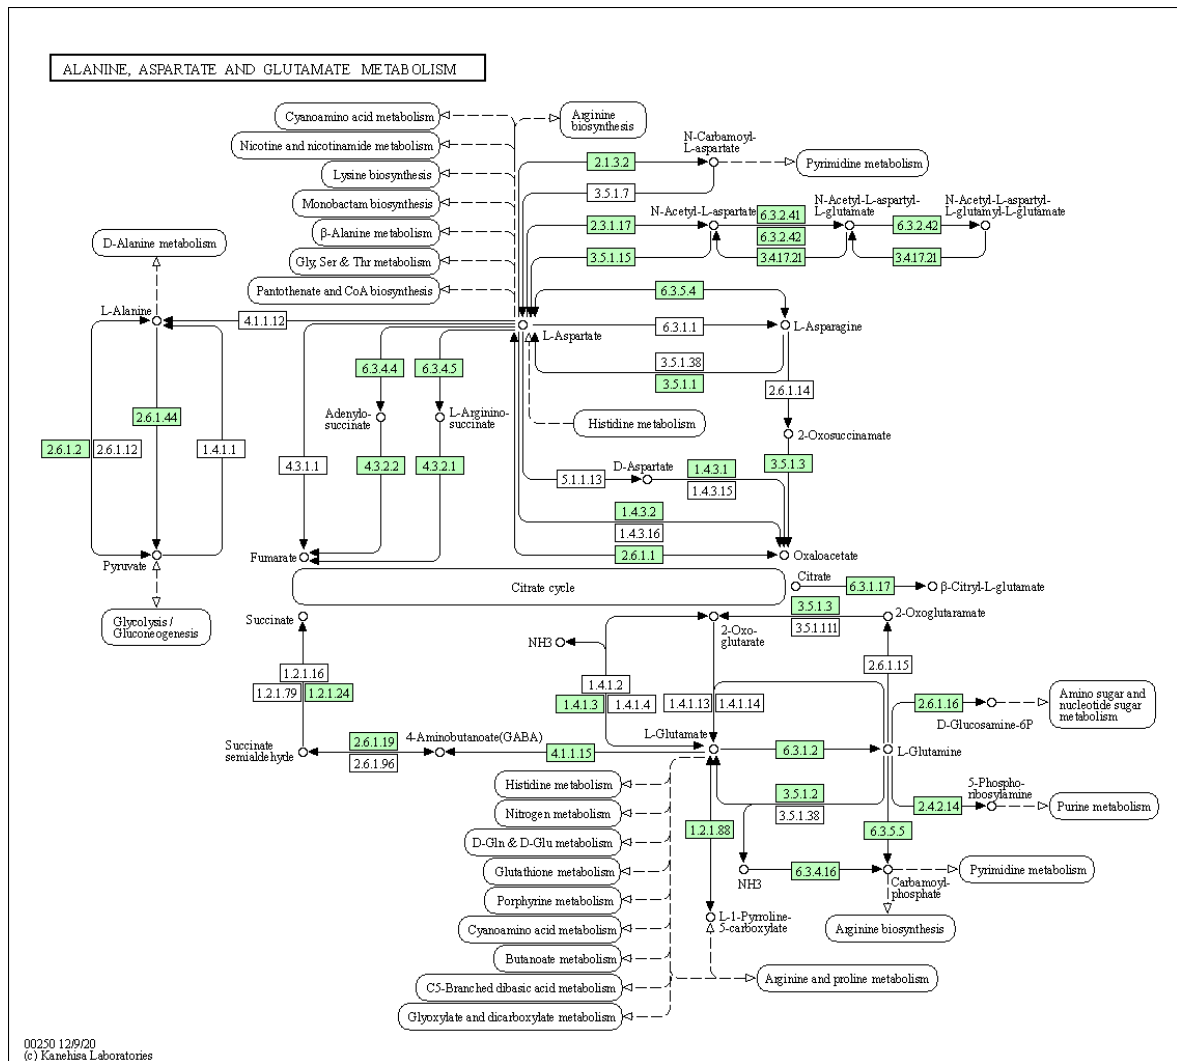 ALANINE, ASPARTATE AND GLUTAMATE METABOLISM
Cyanoamino acid metabolism
Arginine
biosynthesis
Nicotine and nicotinamide metabolism
Lysine biosynthesis
Monobactam biosynthesis
β-Alanine metabolism
Gly, Ser & Thr metabolism
Pantothenate and CoA biosynthesis
N-Carbamoyl-
L-aspartate
2.1.3.2
Pyrimidine metabolism
3.5.1.7
N-Acetyl-L-aspartate
N-Acetyl-L-aspartyl-
L-glutamate
N-Acetyl-L-aspartyl-
L-glutamyl-L-glutamate
2.3.1.17
6.3.2.41
6.3.2.42
6.3.2.42
3.5.1.15
3.4.17.21
3.4.17.21
D-Alanine metabolism
L-Alanine
4.1.1.12
6.3.5.4
L-Aspartate
6.3.1.1
L-Asparagine
3.5.1.38
3.5.1.1
6.3.4.4
6.3.4.5
2.6.1.14
Adenylo-
succinate
L-Arginino-
succinate
Histidine metabolism
2-Oxosuccinamate
2.6.1.44
2.6.1.2
2.6.1.12
1.4.1.1
4.3.1.1
4.3.2.2
4.3.2.1
D-Aspartate
5.1.1.13
1.4.3.1
1.4.3.15
3.5.1.3
1.4.3.2
1.4.3.16
2.6.1.1
Pyruvate
Fumarate
Oxaloacetate
Citrate cycle
Citrate
6.3.1.17
β-Citryl-L-glutamate
Glycolysis /
Gluconeogenesis
Succinate
NH3
2-Oxo-
glutarate
3.5.1.3
3.5.1.111
2-Oxoglutaramate
1.2.1.16
1.2.1.79
1.2.1.24
1.4.1.2
1.4.1.3
1.4.1.4
1.4.1.13
1.4.1.14
2.6.1.15
2.6.1.16
D-Glucosamine-6P
Amino sugar and
nucleotide sugar
metabolism
Succinate
semialdehyde
2.6.1.19
2.6.1.96
4-Aminobutanoate(GABA)
4.1.1.15
L-Glutamate
6.3.1.2
L-Glutamine
3.5.1.2
3.5.1.38
2.4.2.14
5-Phospho-
ribosylamine
Purine metabolism
1.2.1.88
6.3.5.5
NH3
6.3.4.16
Carbamoyl-
phosphate
Pyrimidine metabolism
Arginine biosynthesis
L-1-Pyrroline-
5-carboxylate
Arginine and proline metabolism
Histidine metabolism
Nitrogen metabolism
D-Gln & D-Glu metabolism
Glutathione metabolism
Porphyrine metabolism
Cyanoamino acid metabolism
Butanoate metabolism
C5-Branched dibasic acid metabolism
Glyoxylate and dicarboxylate metabolism
00250 12/9/20
(c) Kanehisa Laboratories